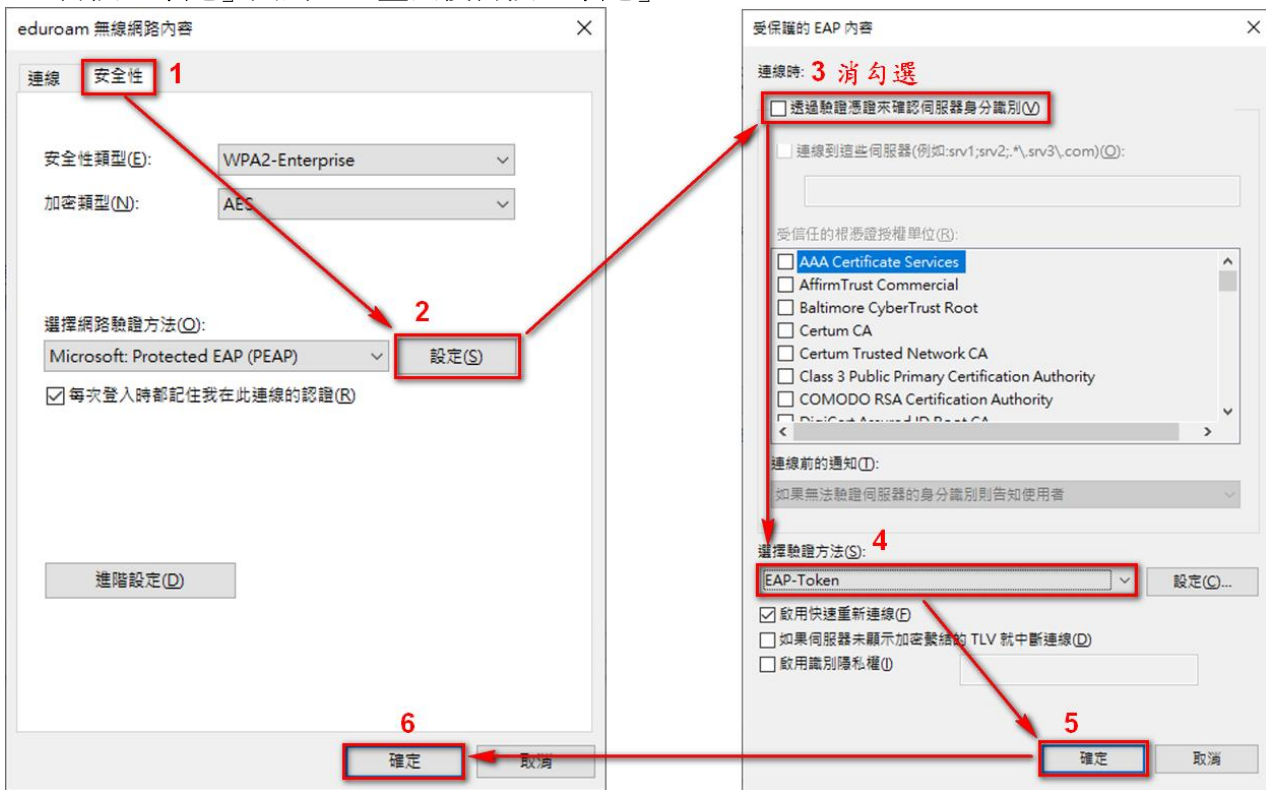 eduroam 無線網路內容
連線
安全性
1
安全性類型(E):
WPA2-Enterprise
加密類型(N):
AES
2
選擇網路驗證方法(O):
Microsoft: Protected EAP (PEAP)
設定(S)
每次登入時都記住我在此連線的認證(R)
進階設定(D)
6
確定
取消
受保護的 EAP 內容
連線時:
3 消勾選
透過驗證憑證來確認伺服器身分識別(V)
連線到這些伺服器(例如:srv1;srv2;.*\.srv3\.com)(O):
受信任的根憑證授權單位(R):
AAA Certificate Services
AffirmTrust Commercial
Baltimore CyberTrust Root
Certum CA
Certum Trusted Network CA
Class 3 Public Primary Certification Authority
COMODO RSA Certification Authority
DigiCert Assured ID Root CA
連線前的通知(T):
如果無法驗證伺服器的身分識別則告知使用者
選擇驗證方法(S):
4
EAP-Token
設定(C)...
啟用快速重新連線(F)
如果伺服器未顯示加密繫結的 TLV 就中斷連線(D)
啟用識別隱私權(I)
5
確定
取消